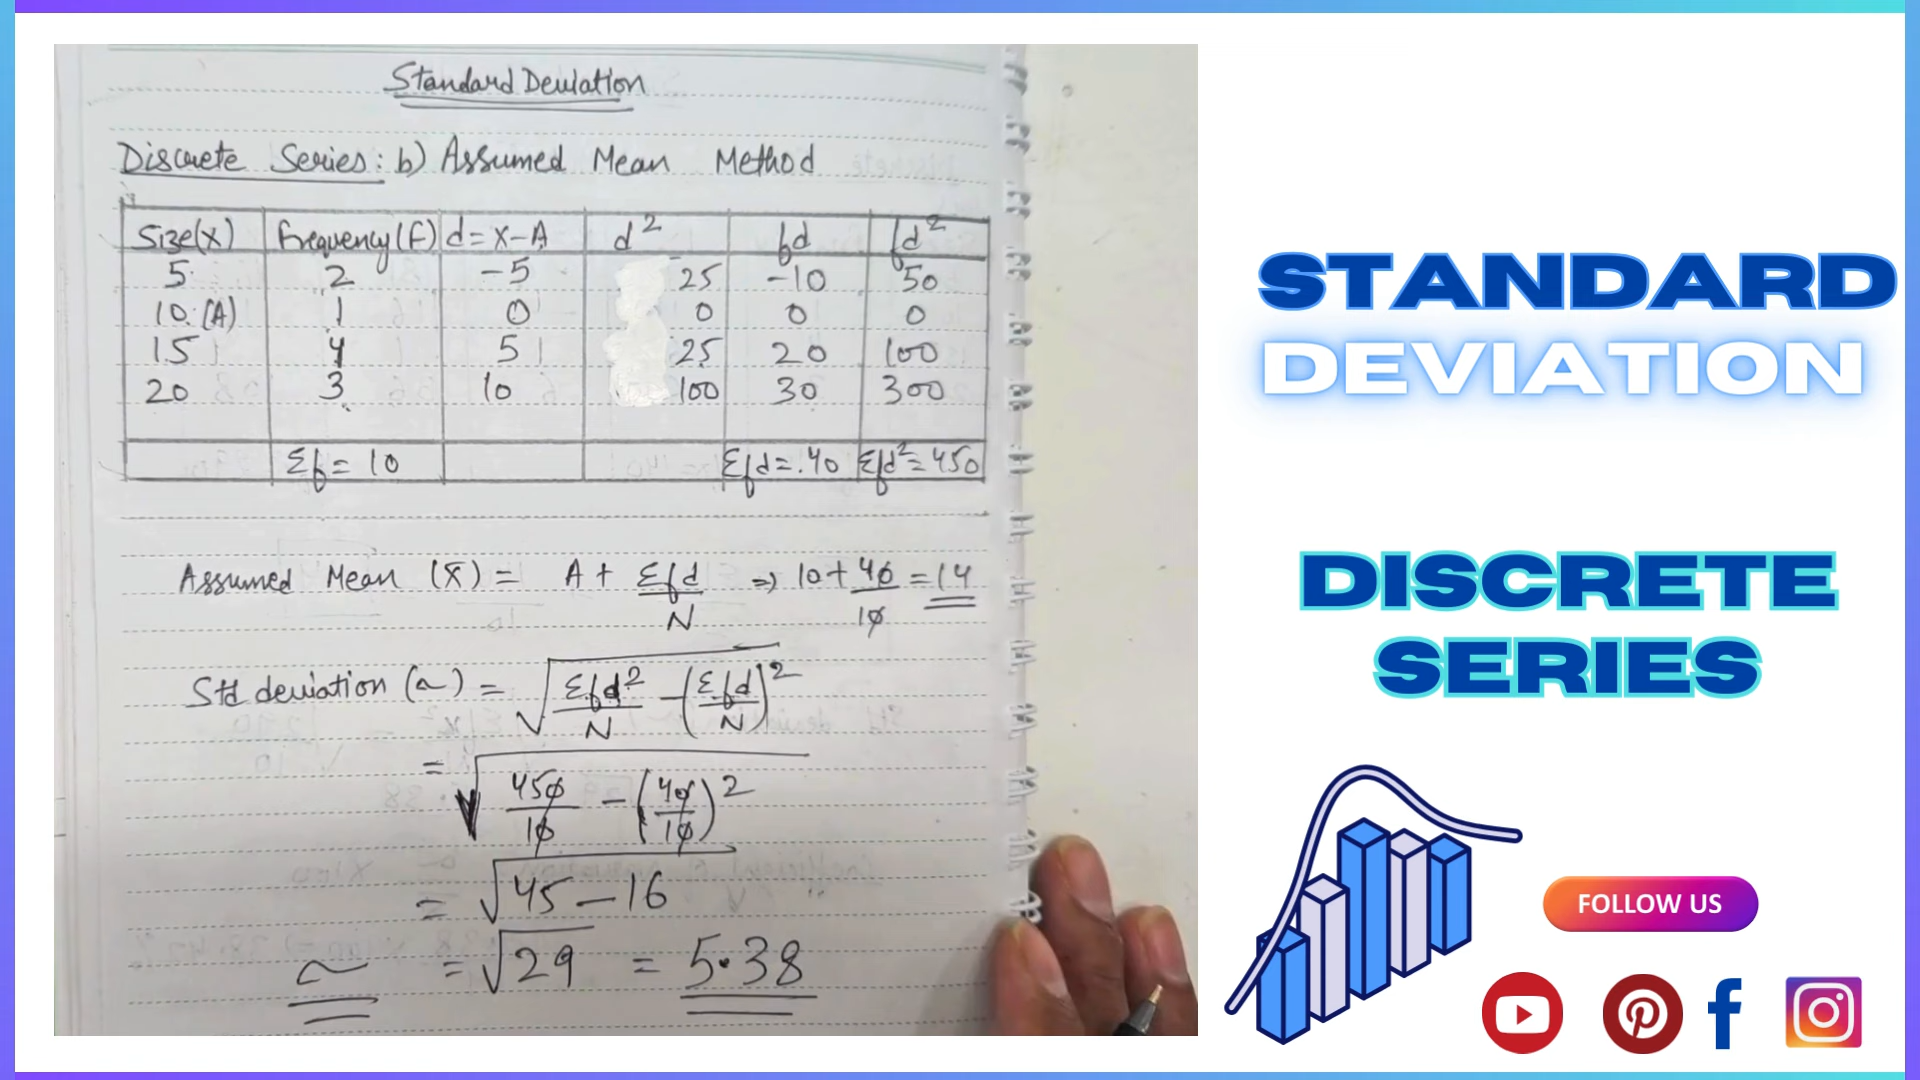 Standard Deviation
Discrete Series: b) Assumed Mean Method
Size(X) Frequency(F) d=X-A d² fd fd²
5 2 -5 25 -10 50
10.(A) 1 0 0 0 0
15 4 5 25 20 100
20 3 10 100 30 300
Σf = 10 Σfd = 40 Σfd² = 450
Assumed Mean (x̄) = A + Σfd/N ⇒ 10 + 40/10 = 14
Std deviation (~) = √(Σfd²/N - (Σfd/N)²)
= √(450/10 - (40/10)²)
= √45 - 16
~ = √29 = 5.38
STANDARD
DEVIATION
DISCRETE
SERIES
FOLLOW US